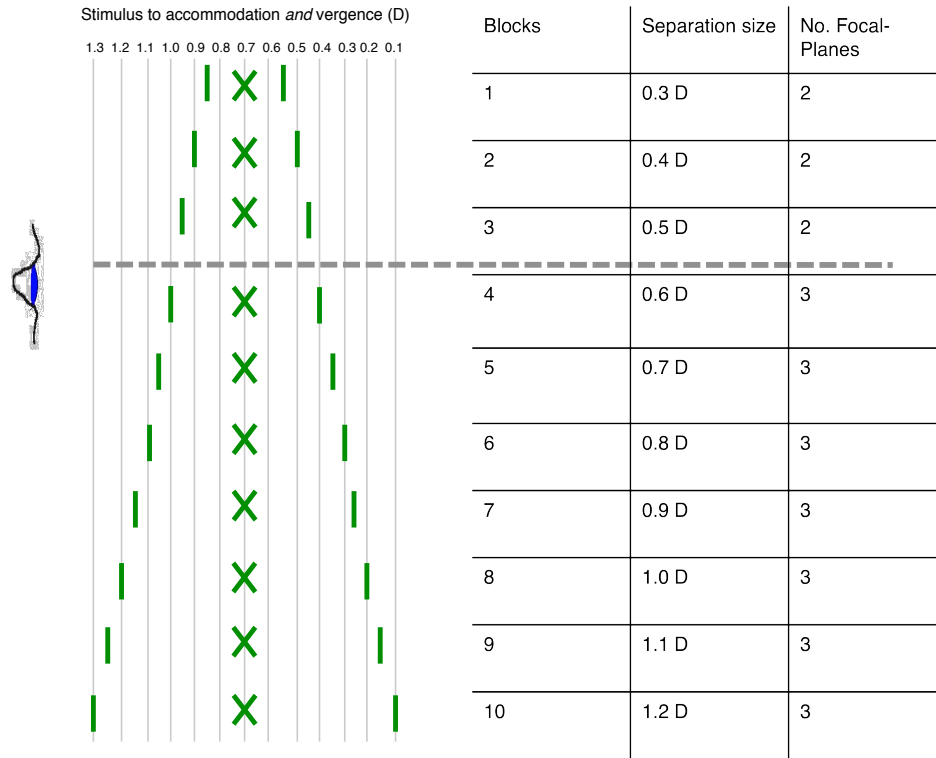 Stimulus to accommodation and vergence (D)
1.3 1.2 1.1 1.0 0.9 0.8 0.7 0.6 0.5 0.4 0.3 0.2 0.1
Blocks Separation size No. Focal-
Planes
1 0.3 D 2
2 0.4 D 2
3 0.5 D 2
4 0.6 D 3
5 0.7 D 3
6 0.8 D 3
7 0.9 D 3
8 1.0 D 3
9 1.1 D 3
10 1.2 D 3